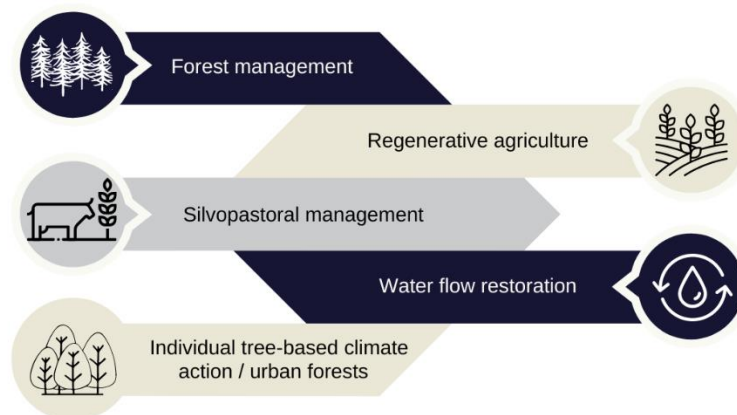 Forest management
Regenerative agriculture
Silvopastoral management
Water flow restoration
Individual tree-based climate
action / urban forests